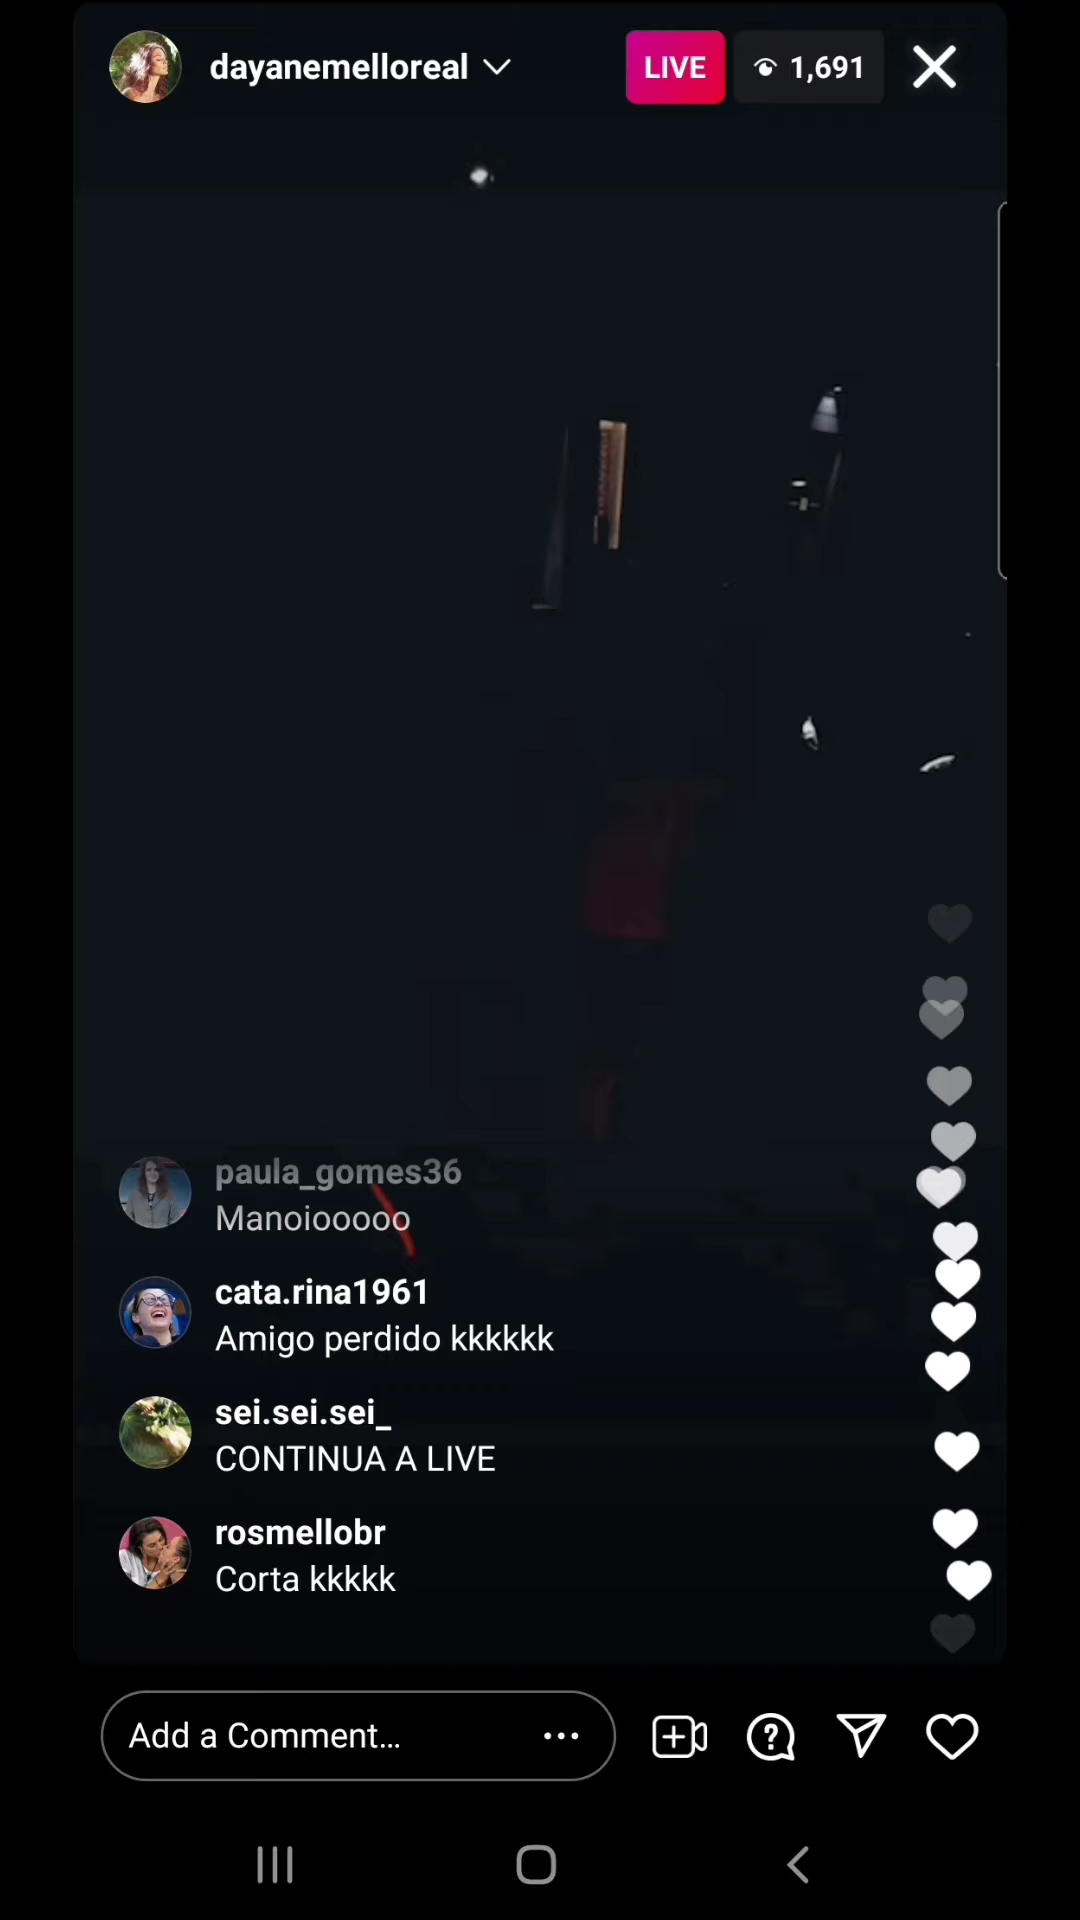 dayanemelloreal
LIVE
1,691
paula_gomes36
Manoiooooo
cata.rina1961
Amigo perdido kkkkkk
sei.sei.sei_
CONTINUA A LIVE
rosmellobr
Corta kkkkk
Add a Comment...